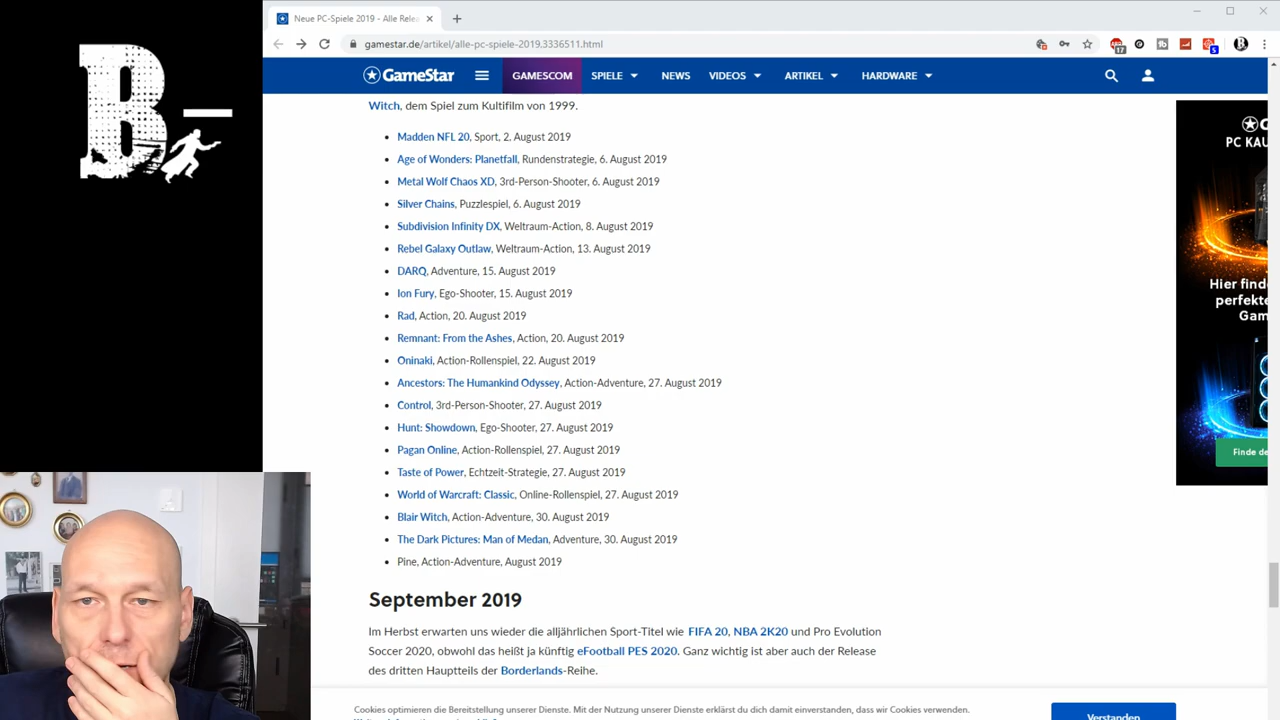 Neue PC-Spiele 2019 - Alle Relea
gamestar.de/artikel/alle-pc-spiele-2019.3336511.html
17
5
B-
GameStar
GAMESCOM SPIELE NEWS VIDEOS ARTIKEL HARDWARE
Witch, dem Spiel zum Kultifilm von 1999.
Madden NFL 20, Sport, 2. August 2019
Age of Wonders: Planetfall, Rundenstrategie, 6. August 2019
Metal Wolf Chaos XD, 3rd-Person-Shooter, 6. August 2019
Silver Chains, Puzzlespiel, 6. August 2019
Subdivision Infinity DX, Weltraum-Action, 8. August 2019
Rebel Galaxy Outlaw, Weltraum-Action, 13. August 2019
DARQ, Adventure, 15. August 2019
Ion Fury, Ego-Shooter, 15. August 2019
Rad, Action, 20. August 2019
Remnant: From the Ashes, Action, 20. August 2019
Oninaki, Action-Rollenspiel, 22. August 2019
Ancestors: The Humankind Odyssey, Action-Adventure, 27. August 2019
Control, 3rd-Person-Shooter, 27. August 2019
Hunt: Showdown, Ego-Shooter, 27. August 2019
Pagan Online, Action-Rollenspiel, 27. August 2019
Taste of Power, Echtzeit-Strategie, 27. August 2019
World of Warcraft: Classic, Online-Rollenspiel, 27. August 2019
Blair Witch, Action-Adventure, 30. August 2019
The Dark Pictures: Man of Medan, Adventure, 30. August 2019
Pine, Action-Adventure, August 2019
September 2019
Im Herbst erwarten uns wieder die alljährlichen Sport-Titel wie FIFA 20, NBA 2K20 und Pro Evolution
Soccer 2020, obwohl das heißt ja künftig eFootball PES 2020. Ganz wichtig ist aber auch der Release
des dritten Hauptteils der Borderlands-Reihe.
PC KAU
Hier find
perfekte
Gam
Finde de
Cookies optimieren die Bereitstellung unserer Dienste. Mit der Nutzung unserer Dienste erklärst du dich damit einverstanden, dass wir Cookies verwenden.
Verstanden